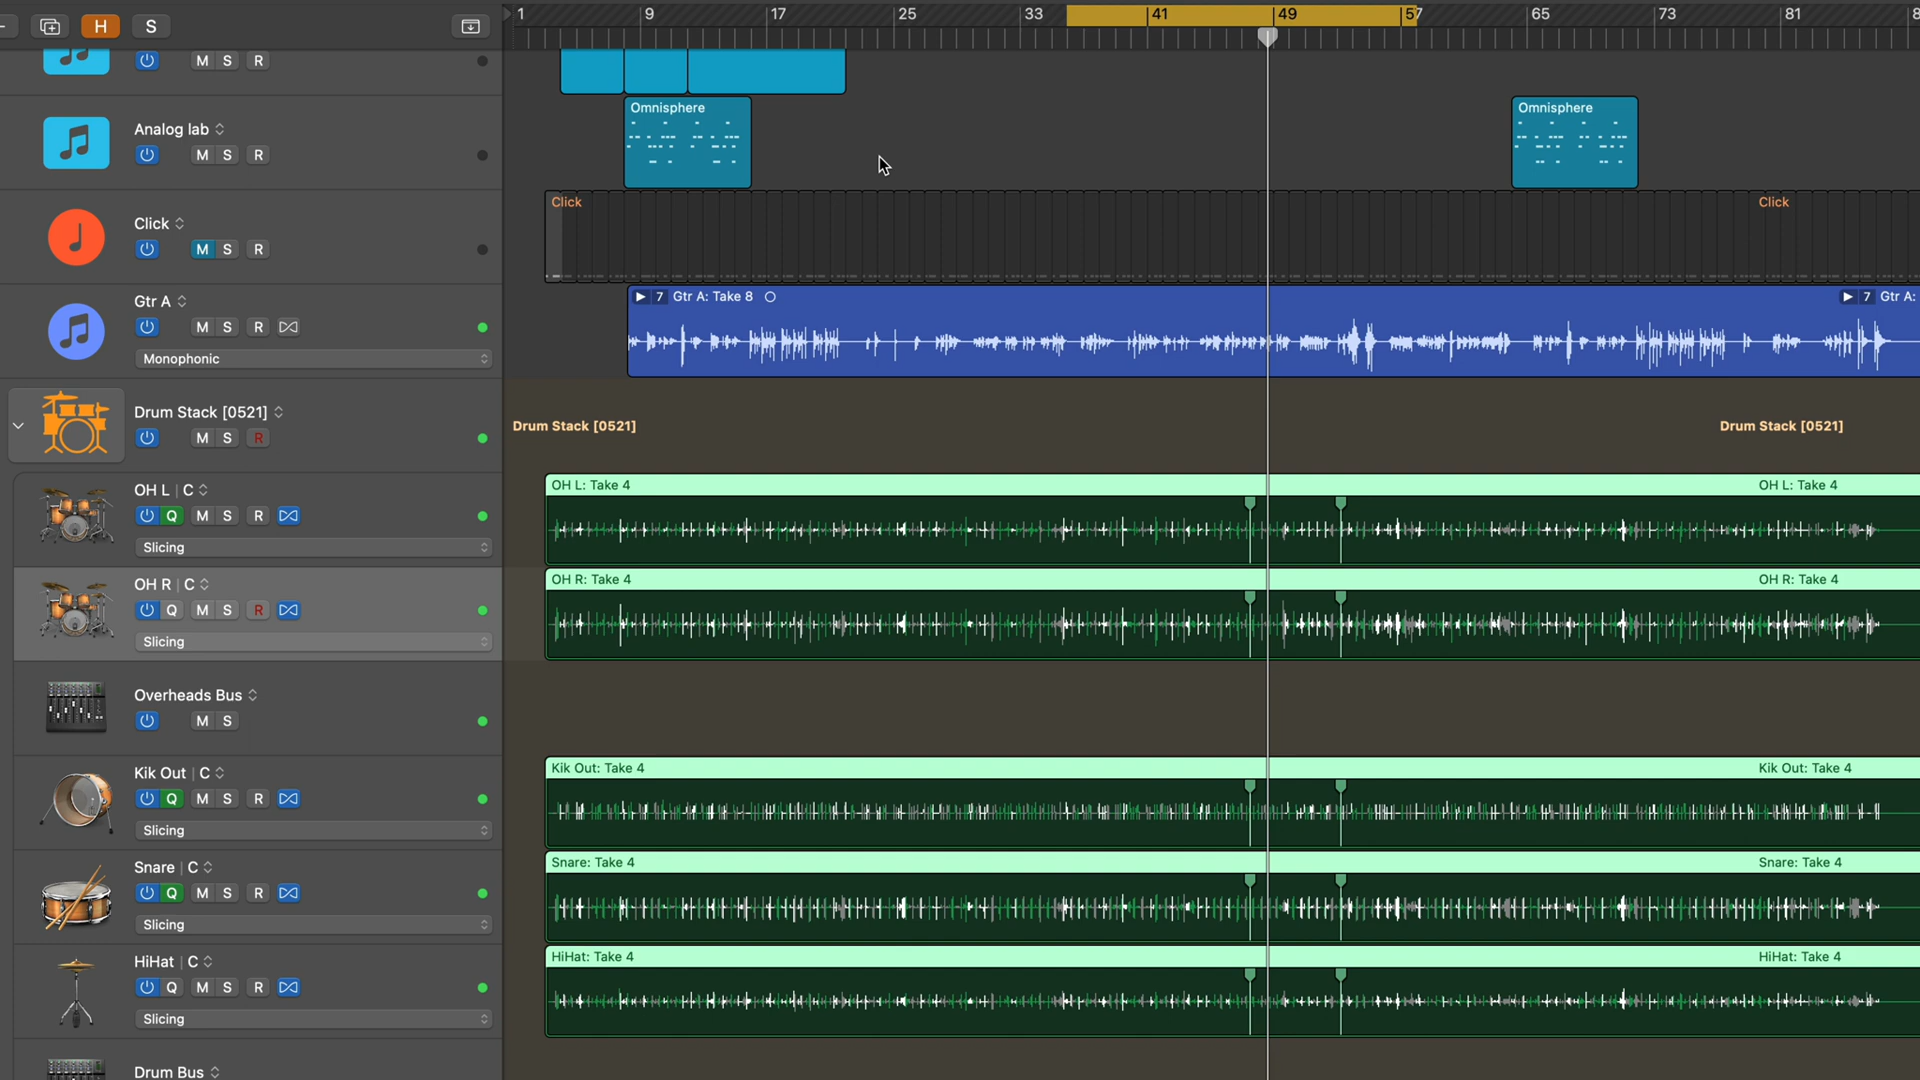 H S
1 9 17 25 33 41 49 57 65 73 81 8
M S R
Analog lab
M S R
Omnisphere Omnisphere
Click
M S R
Click Click
Gtr A
M S R
Monophonic
7 Gtr A: Take 8 7 Gtr A:
Drum Stack [0521]
M S R
Drum Stack [0521] Drum Stack [0521]
OH L | C
Q M S R
Slicing
OH L: Take 4 OH L: Take 4
OH R | C
Q M S R
Slicing
OH R: Take 4 OH R: Take 4
Overheads Bus
M S
Kik Out | C
Q M S R
Slicing
Kik Out: Take 4 Kik Out: Take 4
Snare | C
Q M S R
Slicing
Snare: Take 4 Snare: Take 4
HiHat | C
Q M S R
Slicing
HiHat: Take 4 HiHat: Take 4
Drum Bus